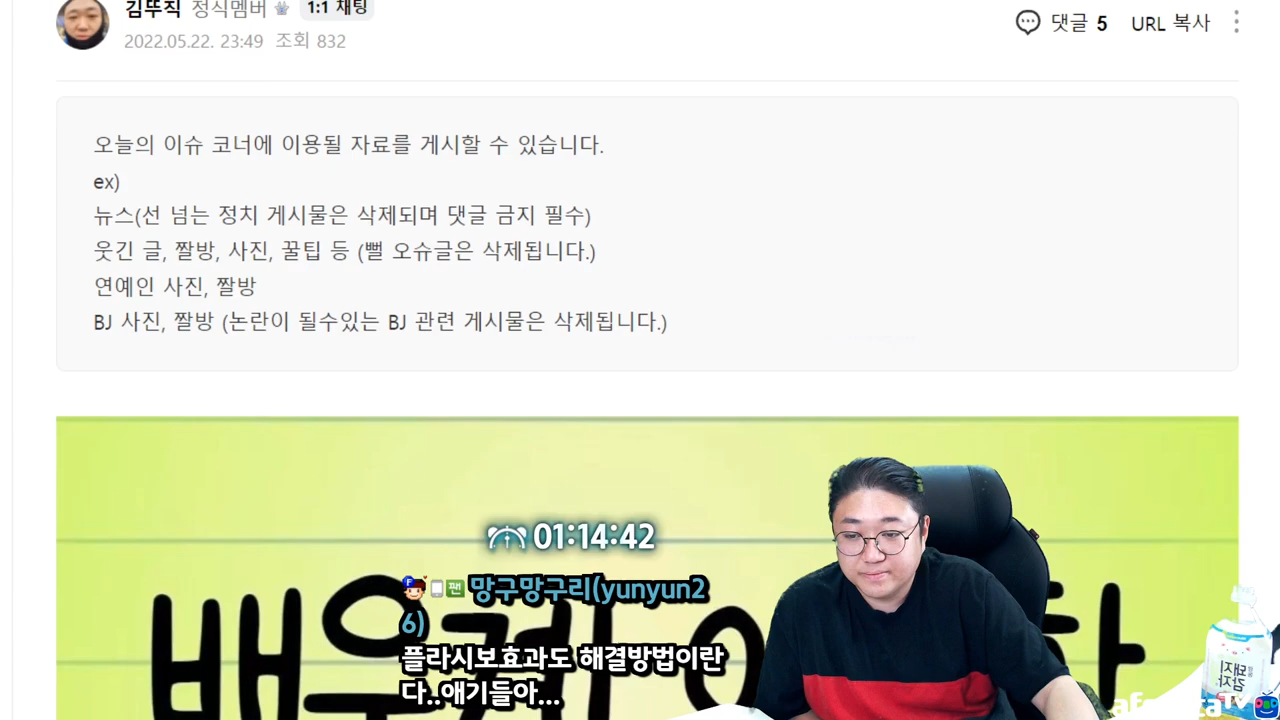 김뚜직 정식멤버 1:1 채팅
2022.05.22. 23:49 조회 832
댓글 5 URL 복사
오늘의 이슈 코너에 이용될 자료를 게시할 수 있습니다.
ex)
뉴스(선 넘는 정치 게시물은 삭제되며 댓글 금지 필수)
웃긴 글, 짤방, 사진, 꿀팁 등 (뻘 오슈글은 삭제됩니다.)
연예인 사진, 짤방
BJ 사진, 짤방 (논란이 될수있는 BJ 관련 게시물은 삭제됩니다.)
01:14:42
팬 망구망구리(yunyun2
6)
플라시보효과도 해결방법이란
다..얘기들아...